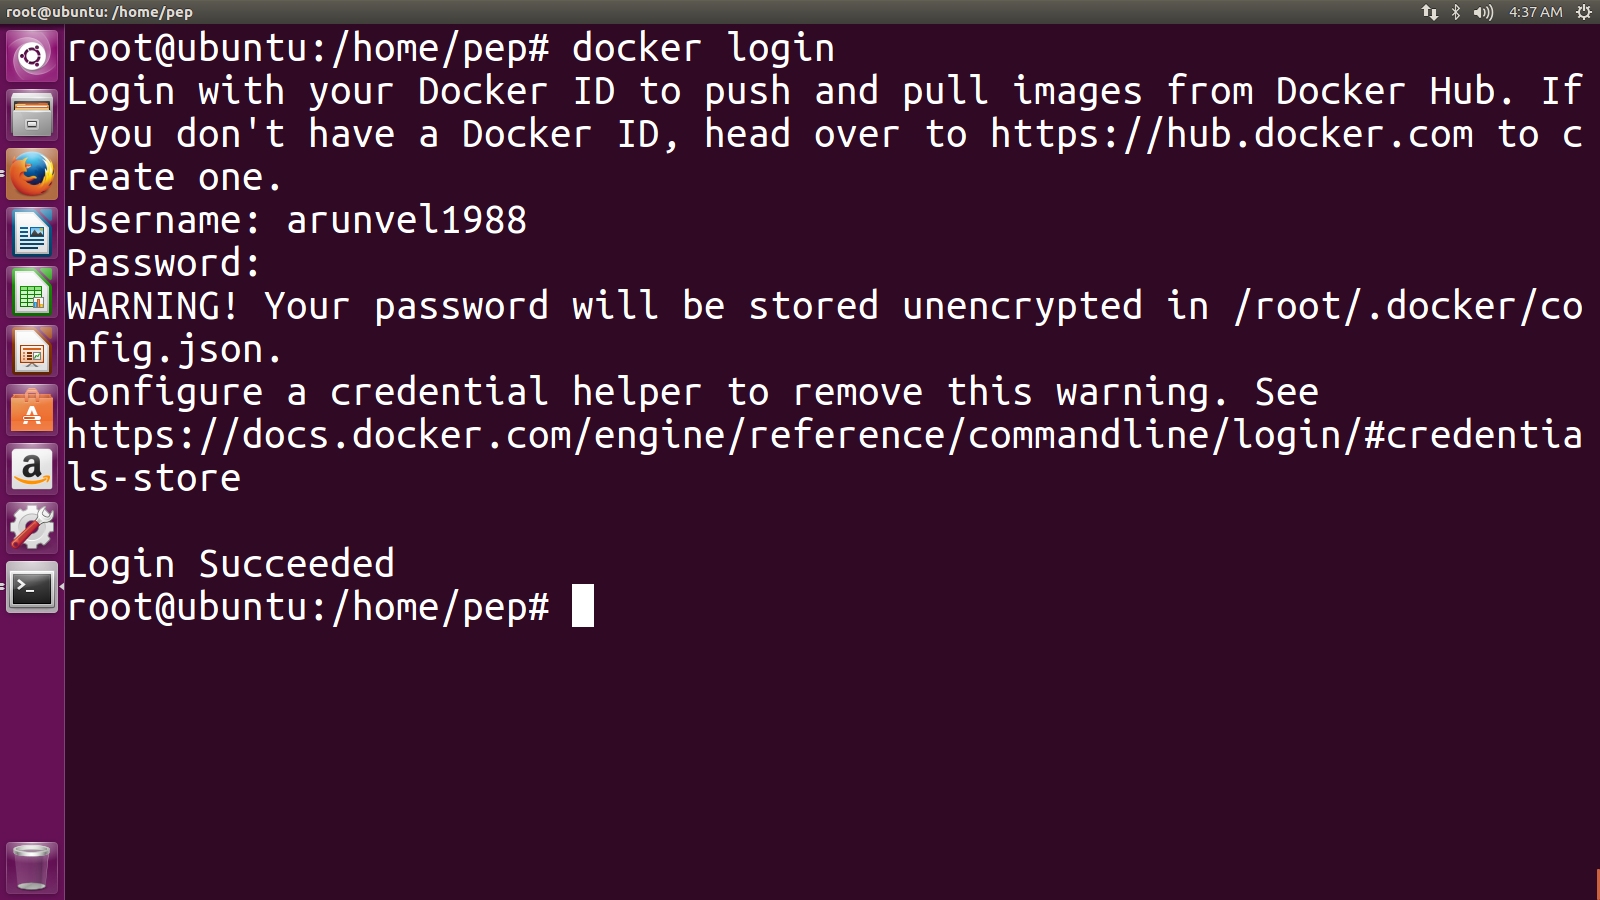 root@ubuntu: /home/pep
4:37 AM
root@ubuntu:/home/pep# docker login
Login with your Docker ID to push and pull images from Docker Hub. If
 you don't have a Docker ID, head over to https://hub.docker.com to c
reate one.
Username: arunvel1988
Password:
WARNING! Your password will be stored unencrypted in /root/.docker/co
nfig.json.
Configure a credential helper to remove this warning. See
https://docs.docker.com/engine/reference/commandline/login/#credentia
ls-store
Login Succeeded
root@ubuntu:/home/pep#